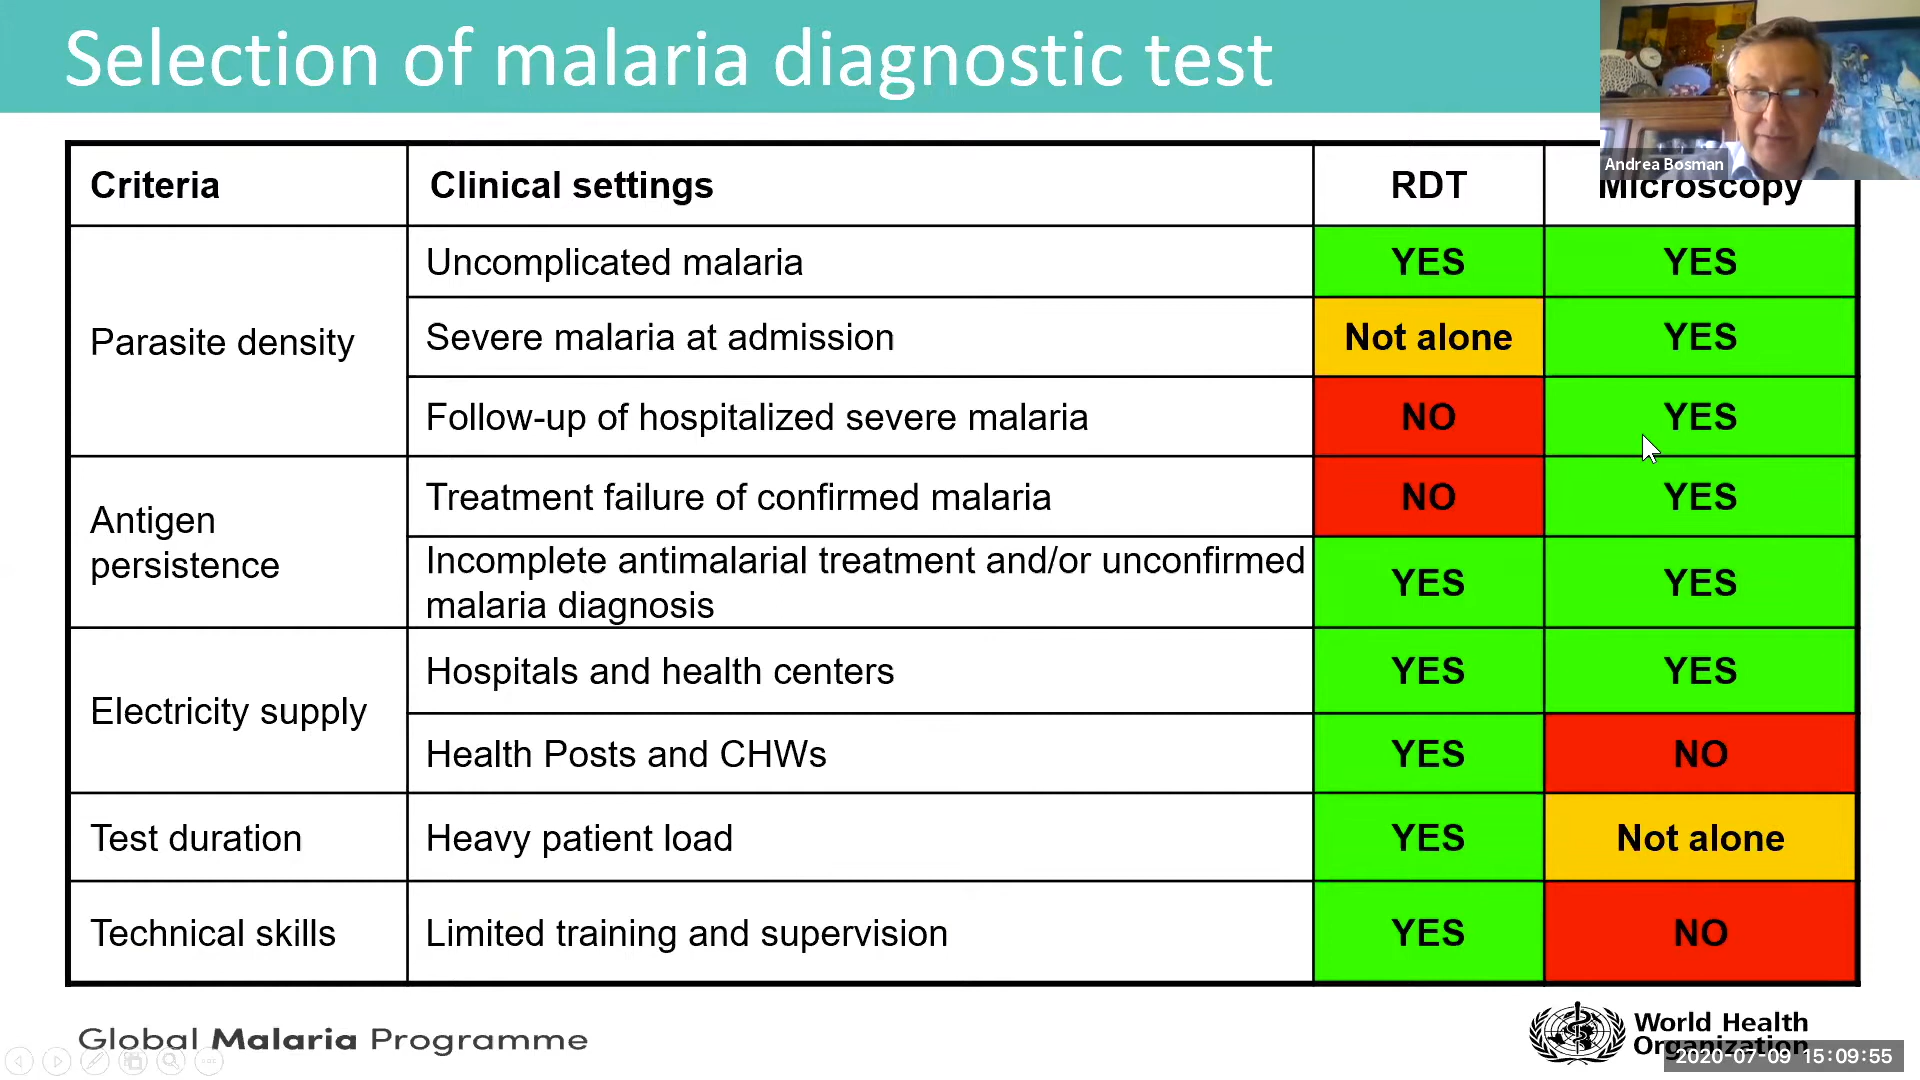 Selection of malaria diagnostic test
Andrea Bosman
Criteria
Clinical settings
RDT
Microscopy
Parasite density
Uncomplicated malaria
YES
YES
Severe malaria at admission
Not alone
YES
Follow-up of hospitalized severe malaria
NO
YES
Antigen
persistence
Treatment failure of confirmed malaria
NO
YES
Incomplete antimalarial treatment and/or unconfirmed
malaria diagnosis
YES
YES
Electricity supply
Hospitals and health centers
YES
YES
Health Posts and CHWs
YES
NO
Test duration
Heavy patient load
YES
Not alone
Technical skills
Limited training and supervision
YES
NO
Global Malaria Programme
World Health
Organization
2020-07-09 15:09:55